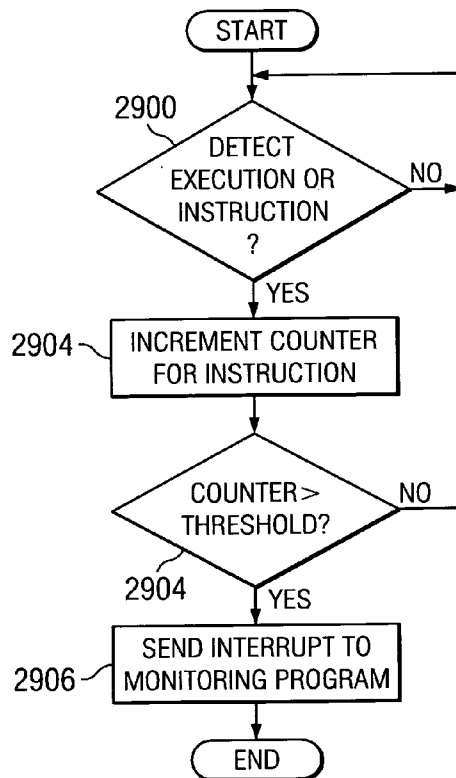 START
2900
DETECT
EXECUTION OR
INSTRUCTION
?
NO
YES
2904
INCREMENT COUNTER
FOR INSTRUCTION
COUNTER>
THRESHOLD?
NO
2904
YES
2906
SEND INTERRUPT TO
MONITORING PROGRAM
END